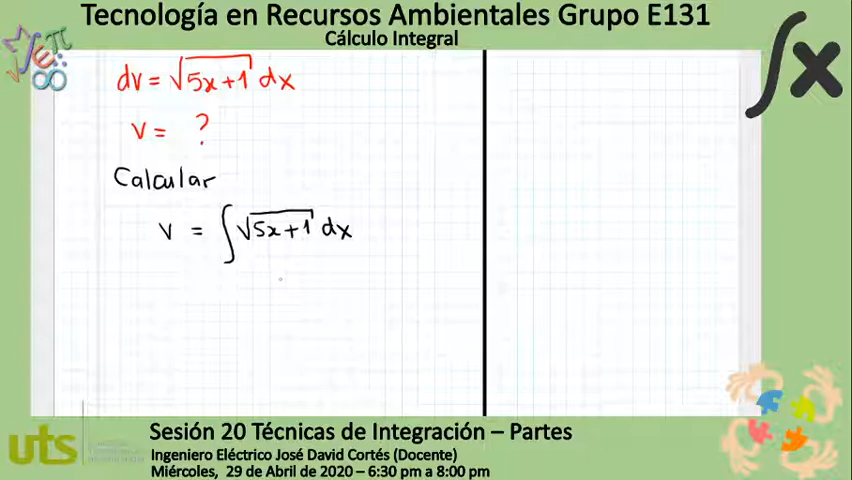 Tecnología en Recursos Ambientales Grupo E131
Cálculo Integral
dv = √5x+1 dx
v = ?
Calcular
v = ∫√5x+1 dx
uts
Sesión 20 Técnicas de Integración – Partes
Ingeniero Eléctrico José David Cortés (Docente)
Miércoles, 29 de Abril de 2020 – 6:30 pm a 8:00 pm